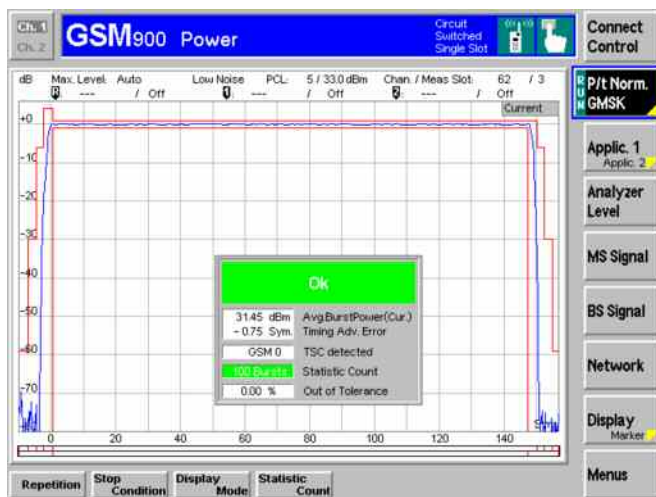 Ch. 1
Ch. 2
GSM900 Power
Circuit
Switched
Single Slot
Connect
Control
dB Max. Level: Auto Low Noise PCL: 5 / 33.0 dBm Chan. / Meas Slot: 62 / 3
--- / Off --- / Off --- / Off
Current
RUN
P/t Norm.
GMSK
Applic. 1
Applic. 2
Analyzer
Level
MS Signal
BS Signal
Network
Display
Marker
Menus
+0
-10
-20
-30
-40
-50
-60
-70
Ok
31.45 dBm Avg.BurstPower(Cur.)
- 0.75 Sym. Timing Adv. Error
GSM 0 TSC detected
100 Bursts Statistic Count
0.00 % Out of Tolerance
0 20 40 60 80 100 120 140
Repetition
Stop
Condition
Display
Mode
Statistic
Count